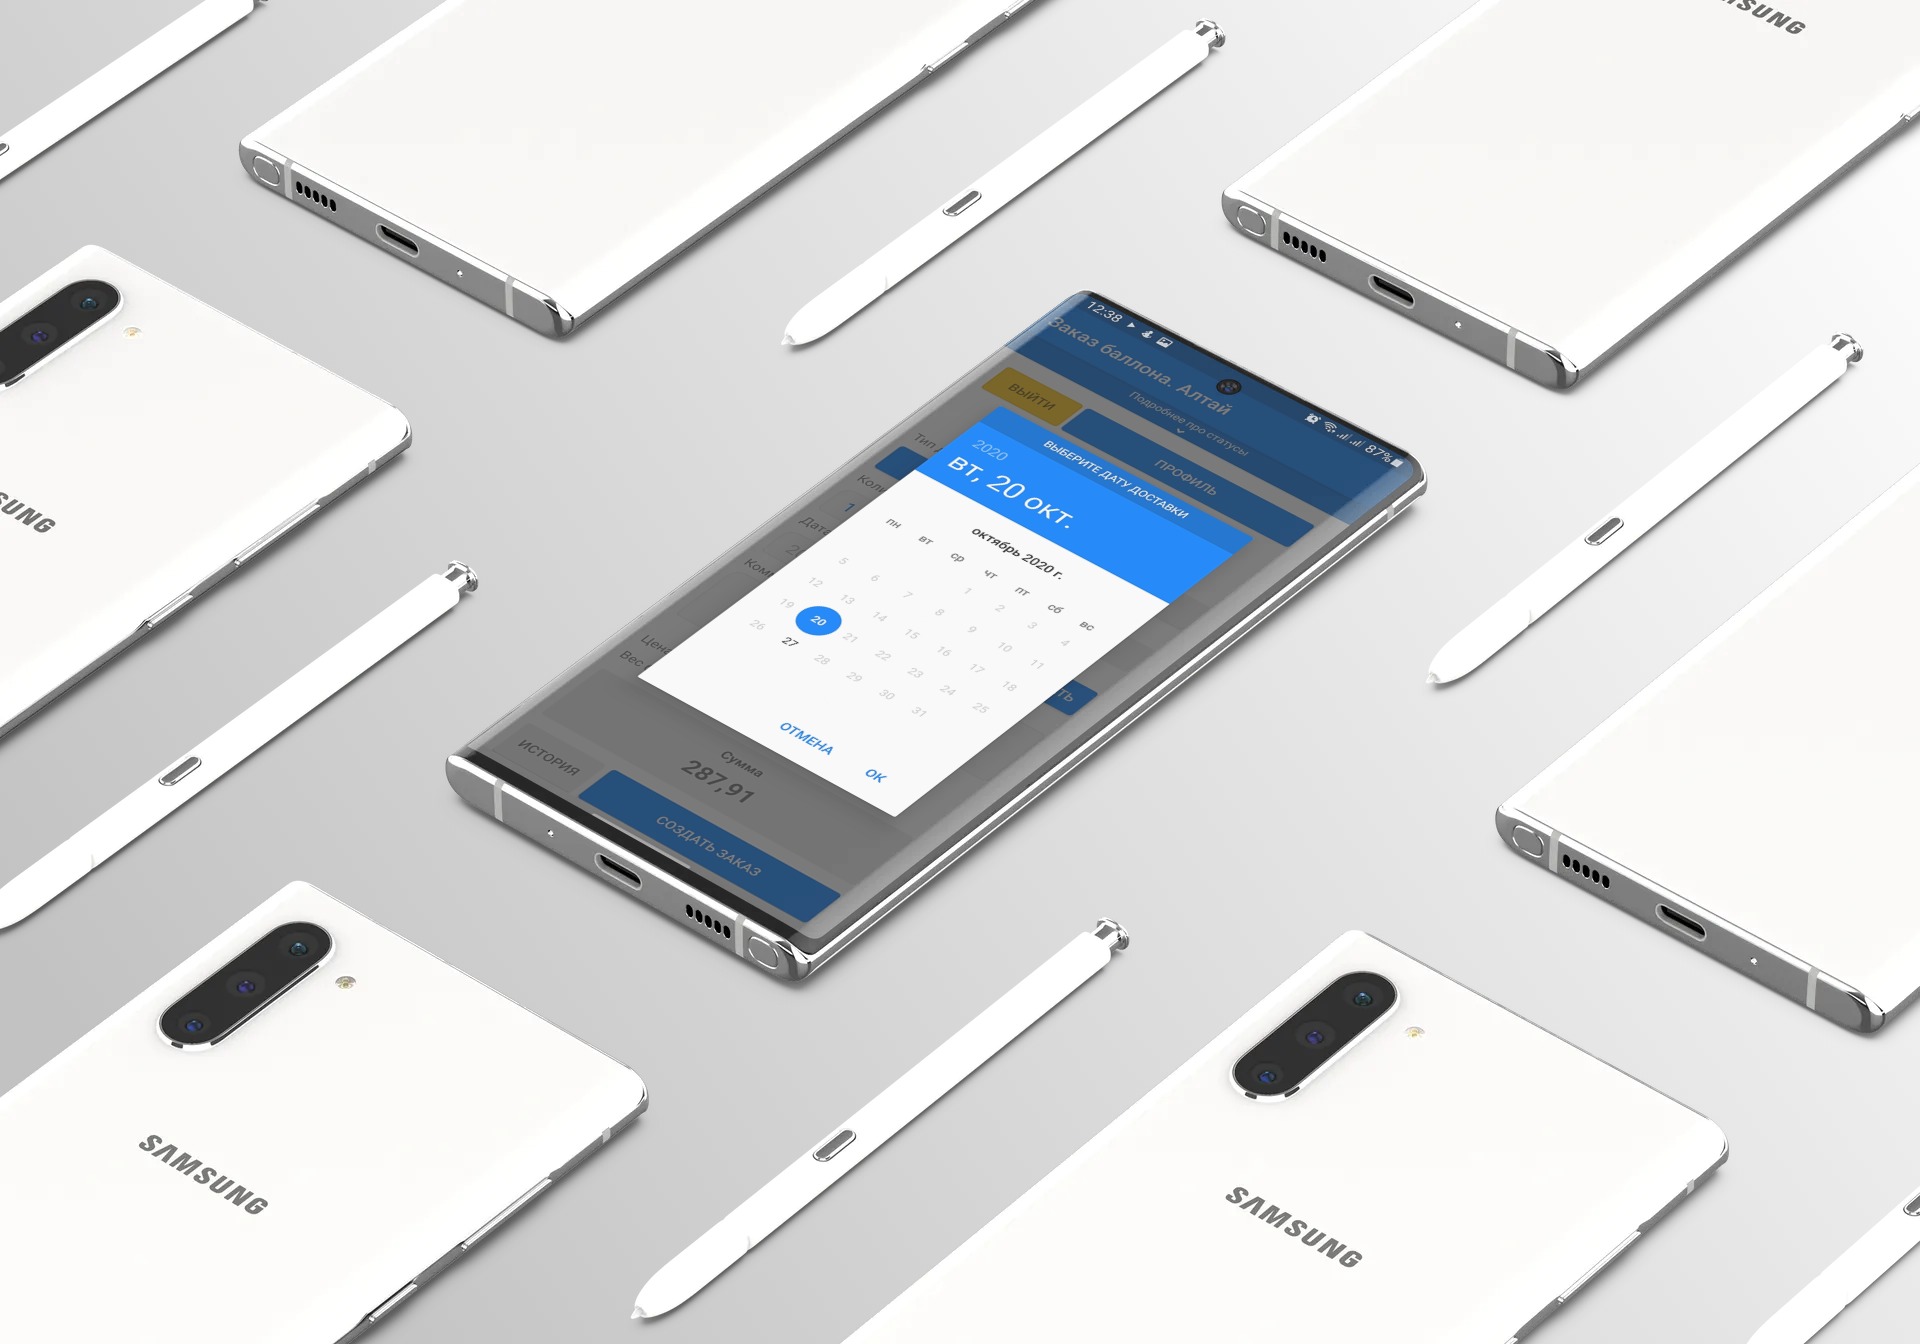 SUNG
12:38
87%
Заказ баллона. Алтай
Подробнее про статусы
ВЫЙТИ
ПРОФИЛЬ
Тип
1
ВЫБЕРИТЕ ДАТУ ДОСТАВКИ
2020
ВТ, 20 ОКТ.
октябрь 2020 г.
пн вт ср чт пт сб вс
1 2 3 4
5 6 7 8 9 10 11
12 13 14 15 16 17 18
19 20 21 22 23 24 25
26 27 28 29 30 31
ОТМЕНА
ОК
ТЬ
Цена
Вес
Сумма
287,91
ИСТОРИЯ
СОЗДАТЬ ЗАКАЗ
SUNG
SAMSUNG
SAMSUNG